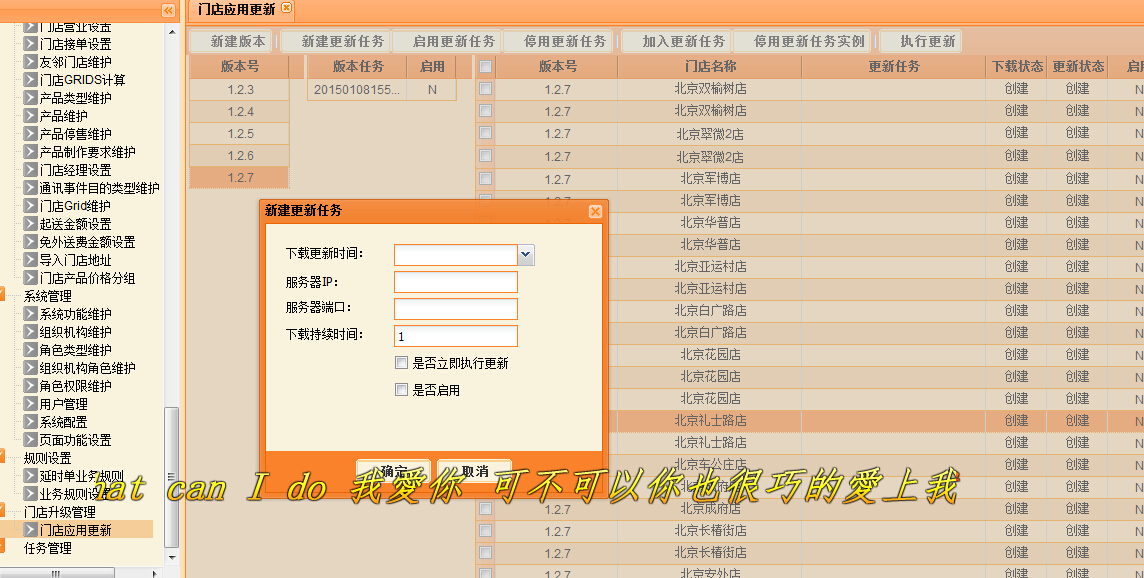 门店应用更新
门店营业设置
门店接单设置
友邻门店维护
门店GRIDS计算
产品类型维护
产品维护
产品停售维护
产品制作要求维护
门店经理设置
通讯事件目的类型维护
门店Grid维护
起送金额设置
免外送费金额设置
导入门店地址
门店产品价格分组
系统管理
系统功能维护
组织机构维护
角色类型维护
组织机构角色维护
角色权限维护
用户管理
系统配置
页面功能设置
规则设置
延时单业务规则
业务规则设置
门店升级管理
门店应用更新
任务管理
新建版本 新建更新任务 启用更新任务 停用更新任务 加入更新任务 停用更新任务实例 执行更新
版本号 版本任务 启用 版本号 门店名称 更新任务 下载状态 更新状态 启
1.2.3 20150108155... N 1.2.7 北京双榆树店 创建 创建 N
1.2.4 1.2.7 北京双榆树店 创建 创建 N
1.2.5 1.2.7 北京翠微2店 创建 创建 N
1.2.6 1.2.7 北京翠微2店 创建 创建 N
1.2.7 1.2.7 北京军博店 创建 创建 N
北京军博店 创建 创建 N
北京华普店 创建 创建 N
北京华普店 创建 创建 N
北京亚运村店 创建 创建 N
北京亚运村店 创建 创建 N
北京白广路店 创建 创建 N
北京白广路店 创建 创建 N
北京花园店 创建 创建 N
北京花园店 创建 创建 N
北京花园店 创建 创建 N
北京礼士路店 创建 创建 N
北京礼士路店 创建 创建 N
北京车公庄店 创建 创建 N
创建 创建 N
1.2.7 北京成府店 创建 创建 N
1.2.7 北京长椿街店 创建 创建 N
1.2.7 北京长椿街店 创建 创建 N
1.2.7 北京安外店 创建 创建 N
新建更新任务
下载更新时间:
服务器IP:
服务器端口:
下载持续时间: 1
是否立即执行更新
是否启用
确定 取消
hat can I do 我愛你 可不可以你也很巧的愛上我